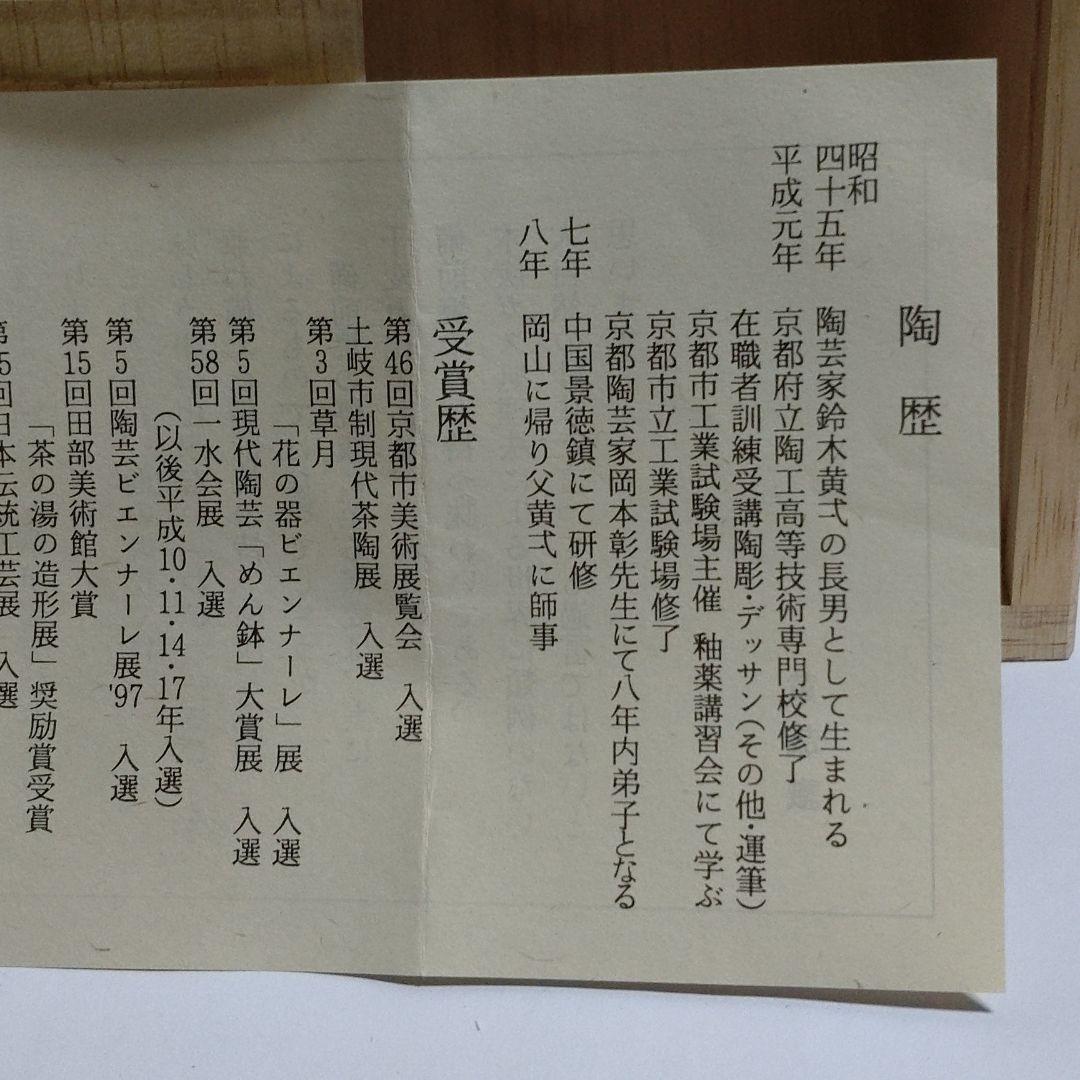 陶歴
昭和
四十五年 陶芸家鈴木黄弌の長男として生まれる
平成元年 京都府立陶工高等技術専門校修了
在職者訓練受講陶彫・デッサン(その他・運筆)
京都市工業試験場主催 釉薬講習会にて学ぶ
京都市立工業試験場修了
京都陶芸家岡本彰先生にて八年内弟子となる
七年 中国景徳鎮にて研修
八年 岡山に帰り父黄弌に師事
受賞歴
第46回京都市美術展覧会 入選
土岐市制現代茶陶展 入選
第3回草月
「花の器ビエンナーレ」展 入選
第5回現代陶芸「めん鉢」大賞展 入選
第58回一水会展 入選
(以後平成10・11・14・17年入選)
第5回陶芸ビエンナーレ展'97 入選
第15回田部美術館大賞
「茶の湯の造形展」奨励賞受賞
5回日本伝統工芸展 入選